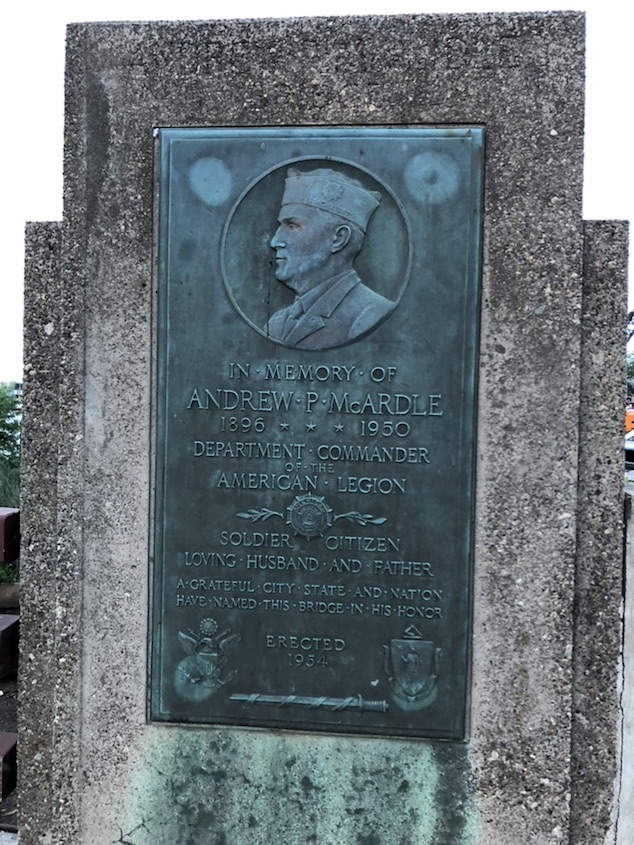 IN · MEMORY · OF
ANDREW · P · McARDLE
1896 ★ ★ ★ 1950
DEPARTMENT · COMMANDER
OF · THE
AMERICAN · LEGION
SOLDIER CITIZEN
LOVING · HUSBAND · AND · FATHER
A · GRATEFUL · CITY · STATE · AND · NATION
HAVE · NAMED · THIS · BRIDGE · IN · HIS · HONOR
ERECTED
1954